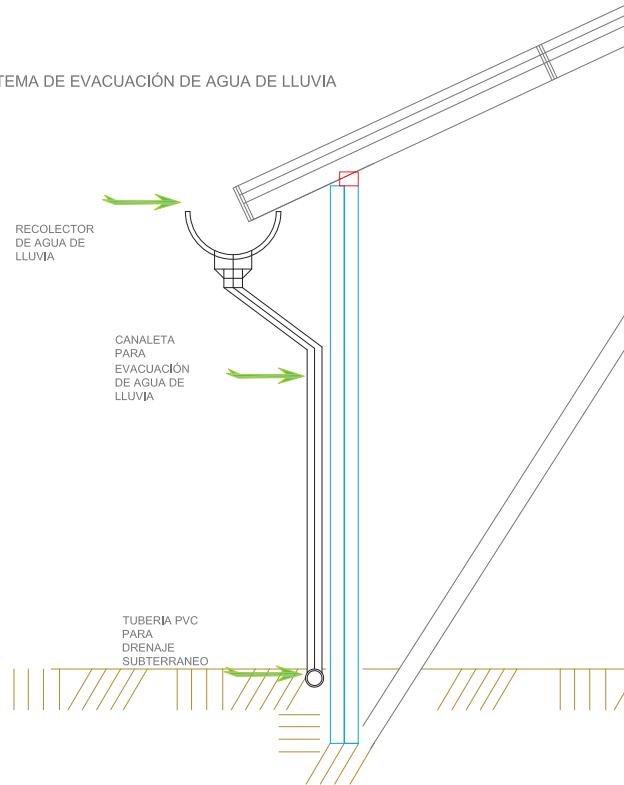 TEMA DE EVACUACIÓN DE AGUA DE LLUVIA
RECOLECTOR
DE AGUA DE
LLUVIA
CANALETA
PARA
EVACUACIÓN
DE AGUA DE
LLUVIA
TUBERIA PVC
PARA
DRENAJE
SUBTERRANEO